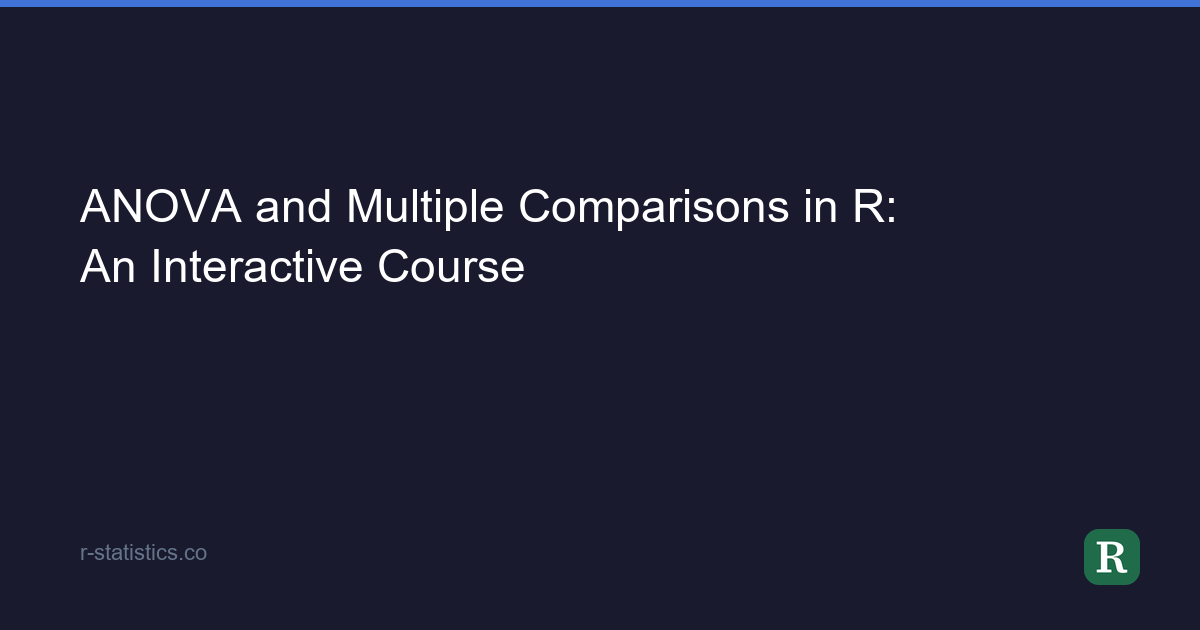 ANOVA and Multiple Comparisons in R:
An Interactive Course
r-statistics.co
R